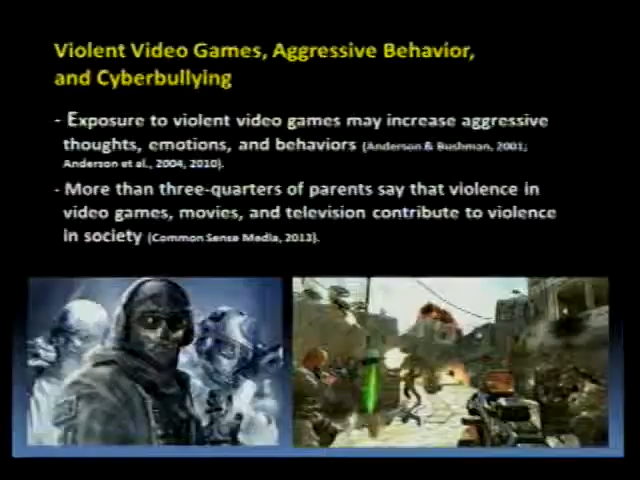 Violent Video Games, Aggressive Behavior,
and Cyberbullying
- Exposure to violent video games may increase aggressive
thoughts, emotions, and behaviors (Anderson & Bushman, 2001;
Anderson et al., 2004, 2010).
- More than three-quarters of parents say that violence in
video games, movies, and television contribute to violence
in society (Common Sense Media, 2013).